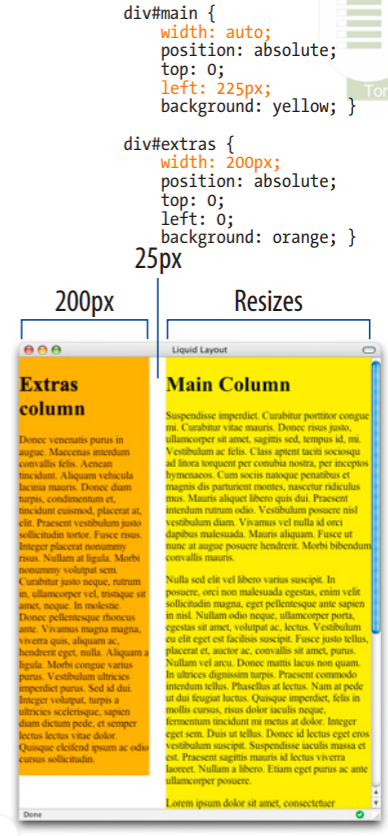 div#main {
width: auto;
position: absolute;
top: 0;
left: 225px;
background: yellow; }
Tor
div#extras {
width: 200px;
position: absolute;
top: 0;
left: 0;
background: orange; }
25px
200px
Resizes
Liquid Layout
Extras
column
Donec venenatis purus in
augue. Maecenas interdum
convallis felis. Aenean
tincidunt. Aliquam vehicula
lacinia mauris. Donec diam
turpis, condimentum et,
tincidunt euismod, placerat at,
elit. Praesent vestibulum justo
sollicitudin tortor. Fusce risus.
Integer placerat nonummy
risus. Nullam at ligula. Morbi
nonummy volutpat sem.
Curabitur justo neque, rutrum
in, ullamcorper vel, tristique sit
amet, neque. In molestie.
Donec pellentesque rhoncus
ante. Vivamus magna magna,
viverra quis, aliquam ac,
hendrerit eget, nulla. Aliquam a
ligula. Morbi congue varius
purus. Vestibulum ultricies
imperdiet purus. Sed id dui.
Integer volutpat, turpis a
ultricies scelerisque, sapien
diam dictum pede, et semper
lectus lectus vitae dolor.
Quisque eleifend ipsum ac odio
cursus sollicitudin.
Main Column
Suspendisse imperdiet. Curabitur porttitor congue
mi. Curabitur vitae mauris. Donec risus justo,
ullamcorper sit amet, sagittis sed, tempus id, mi.
Vestibulum ac felis. Class aptent taciti sociosqu
ad litora torquent per conubia nostra, per inceptos
hymenaeos. Cum sociis natoque penatibus et
magnis dis parturient montes, nascetur ridiculus
mus. Mauris aliquet libero quis dui. Praesent
interdum rutrum odio. Vestibulum posuere nisl
vestibulum diam. Vivamus vel nulla id orci
dapibus malesuada. Mauris aliquam. Fusce ut
nunc at augue posuere hendrerit. Morbi bibendum
convallis mauris.
Nulla sed elit vel libero varius suscipit. In
posuere, orci non malesuada egestas, enim velit
sollicitudin magna, eget pellentesque ante sapien
in nisl. Nullam odio neque, ullamcorper porta,
egestas sit amet, volutpat ac, lectus. Vestibulum
eu elit eget est facilisis suscipit. Fusce justo tellus,
placerat et, auctor ac, convallis sit amet, purus.
Nullam vel arcu. Donec mattis lacus non quam.
In ultrices dignissim turpis. Praesent commodo
interdum tellus. Phasellus at lectus. Nam at pede
ut dui feugiat luctus. Quisque imperdiet, felis in
mollis cursus, risus dolor iaculis neque,
fermentum tincidunt mi metus at dolor. Integer
eget sem. Duis ut tellus. Donec id lectus eget eros
vestibulum suscipit. Suspendisse iaculis massa et
est. Praesent sagittis mauris id lectus viverra
laoreet. Nullam a libero. Etiam eget purus ac ante
ullamcorper posuere.
Lorem ipsum dolor sit amet, consectetuer
Done